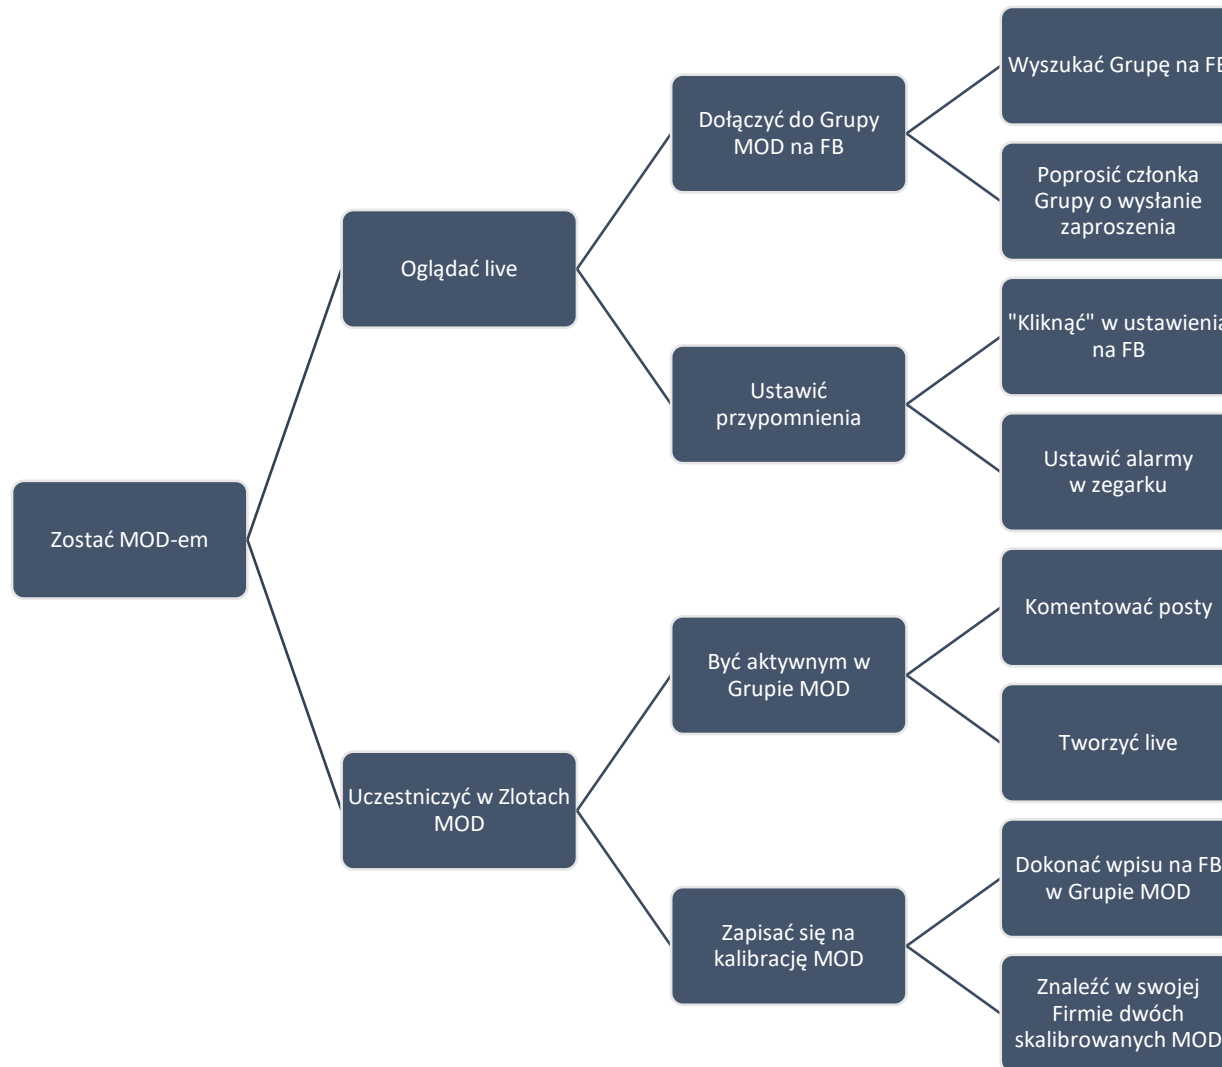 Wyszukać Grupę na FB
Dołączyć do Grupy
MOD na FB
Poprosić członka
Grupy o wysłanie
zaproszenia
Oglądać live
"Kliknąć" w ustawienia
na FB
Ustawić
przypomnienia
Ustawić alarmy
w zegarku
Zostać MOD-em
Komentować posty
Być aktywnym w
Grupie MOD
Tworzyć live
Uczestniczyć w Zlotach
MOD
Dokonać wpisu na FB
w Grupie MOD
Zapisać się na
kalibrację MOD
Znaleźć w swojej
Firmie dwóch
skalibrowanych MOD